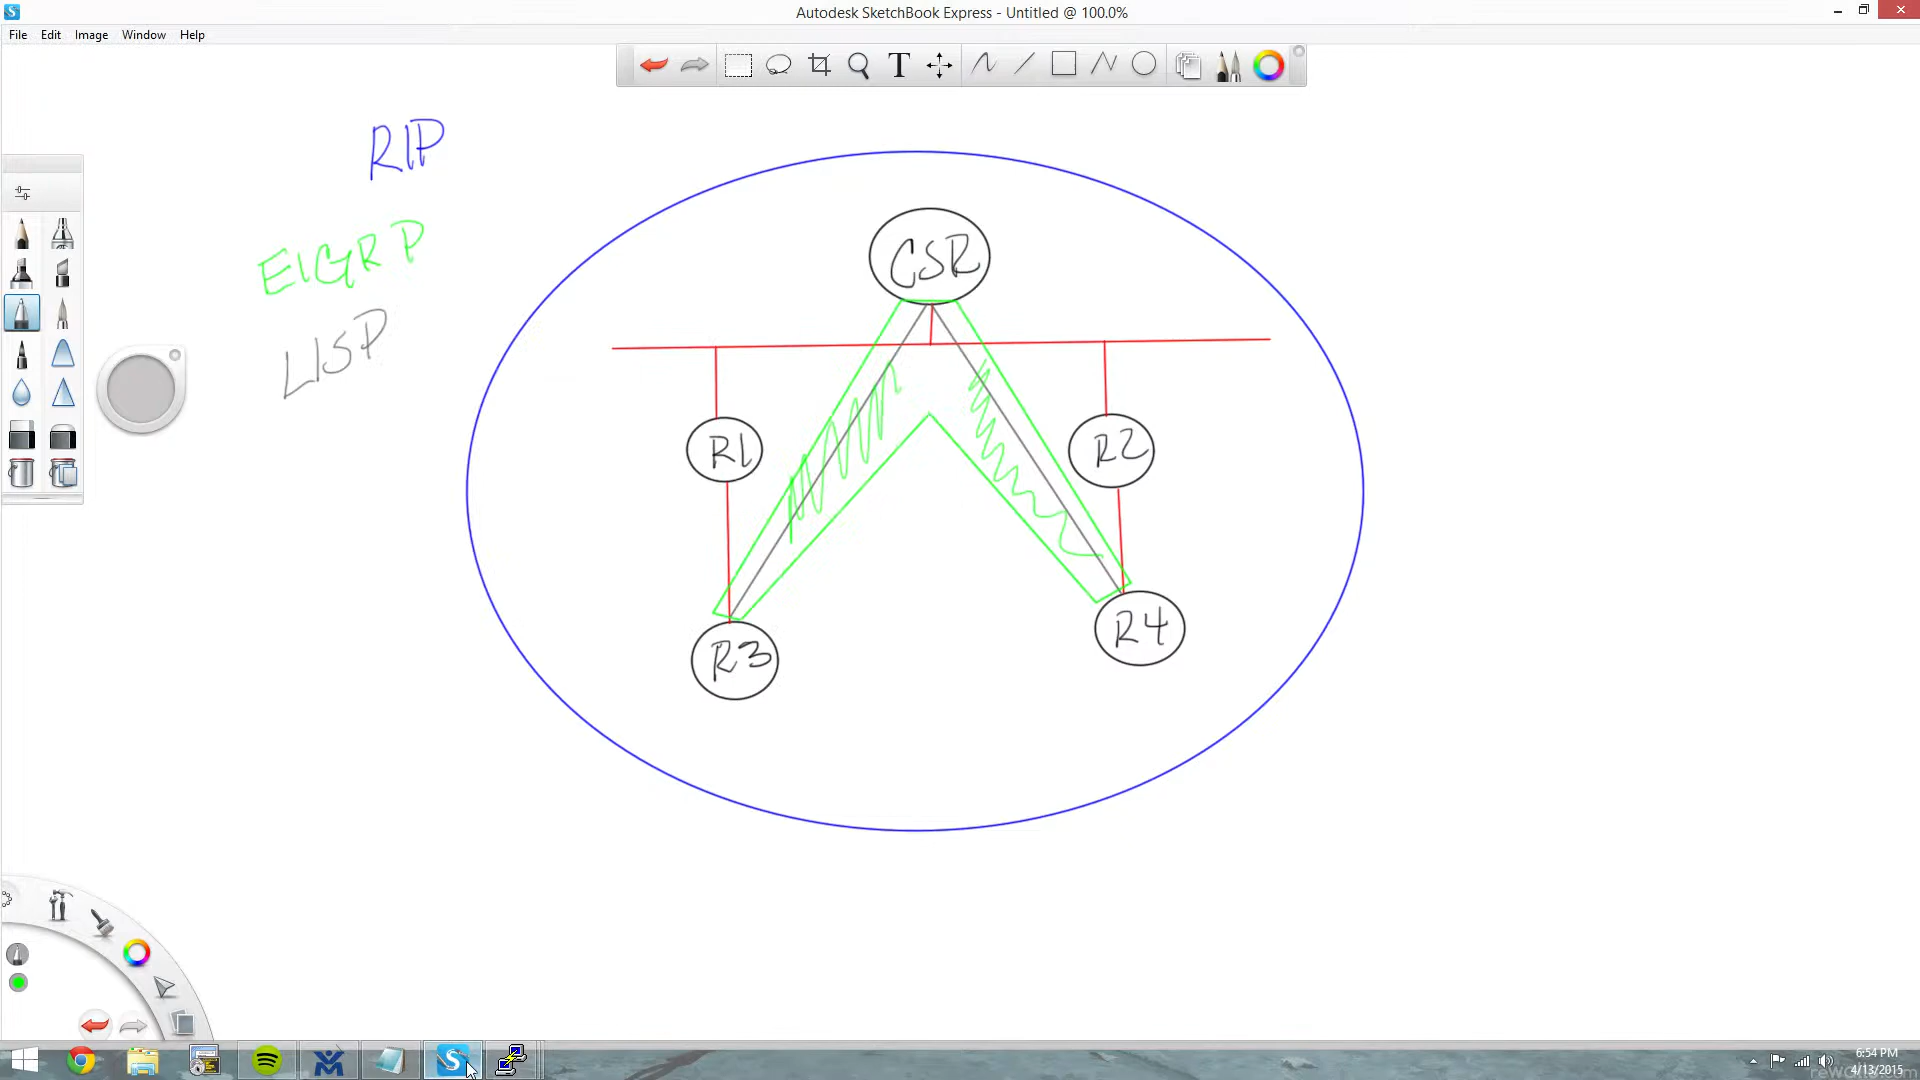 Autodesk SketchBook Express - Untitled @ 100.0%
File Edit Image Window Help
T
RIP
EIGRP
LISP
CSR
R1
R2
R3
R4
6:54 PM
4/13/2015